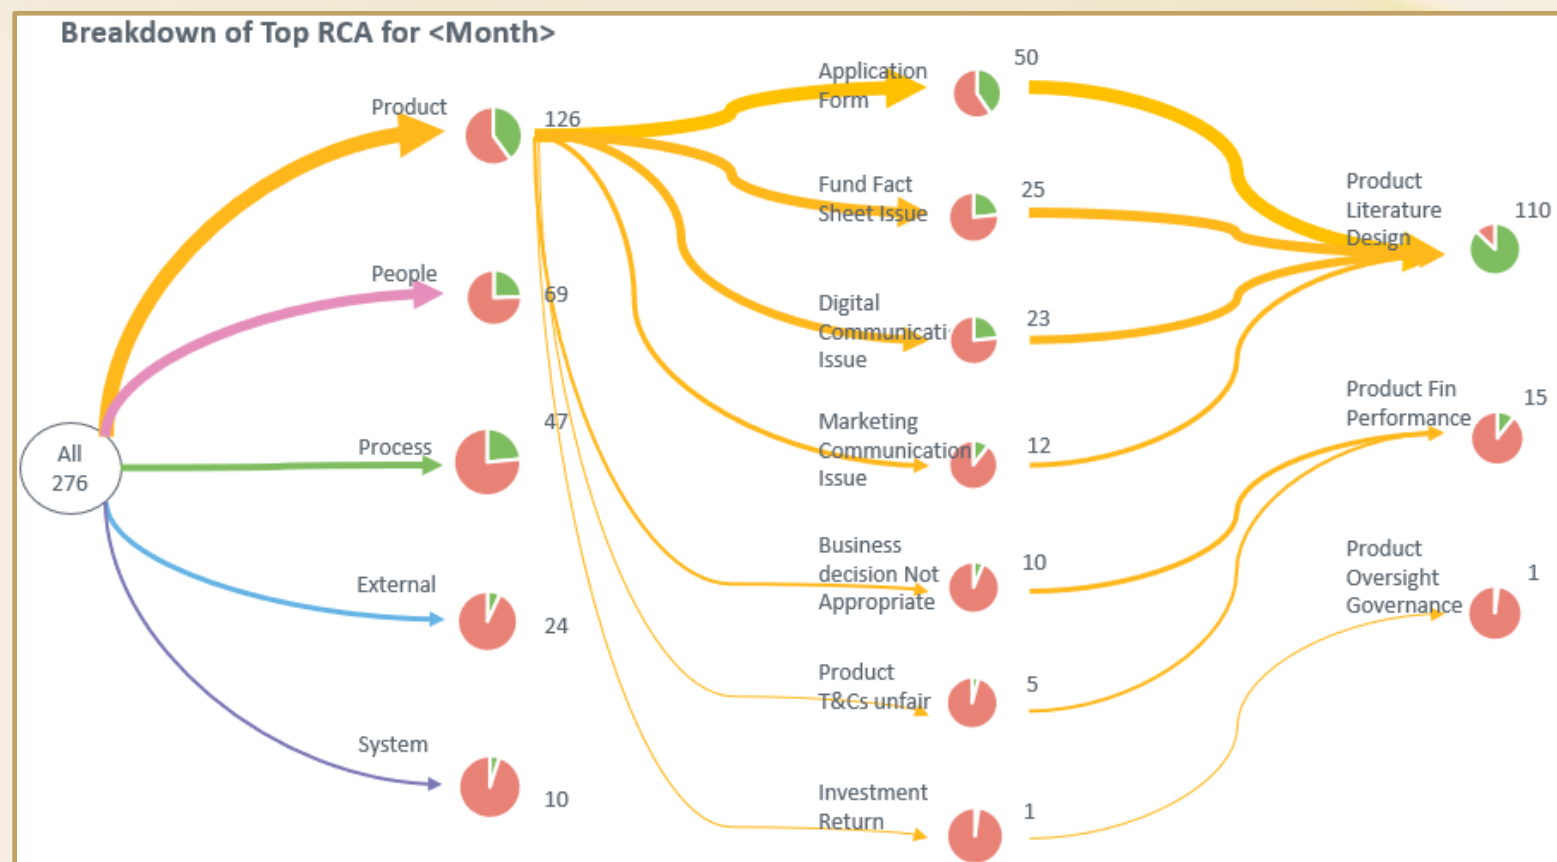 Breakdown of Top RCA for <Month>
Product
126
People
69
All
276
Process
47
External
24
System
10
Application
Form
50
Fund Fact
Sheet Issue
25
Digital
Communicati
Issue
23
Marketing
Communication
Issue
12
Business
decision Not
Appropriate
10
Product
T&Cs unfair
5
Investment
Return
1
Product
Literature
Design
110
Product Fin
Performance
15
Product
Oversight
Governance
1